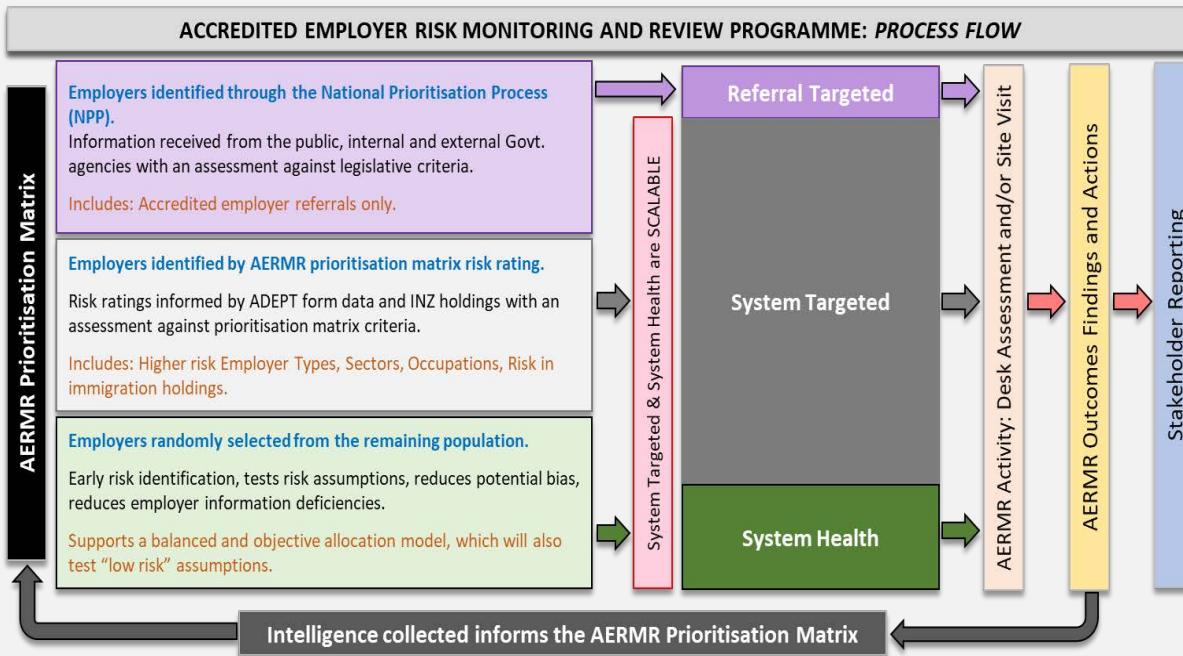 ACCREDITED EMPLOYER RISK MONITORING AND REVIEW PROGRAMME: PROCESS FLOW
AERMR Prioritisation Matrix
Employers identified through the National Prioritisation Process
(NPP).
Information received from the public, internal and external Govt.
agencies with an assessment against legislative criteria.
Includes: Accredited employer referrals only.
Employers identified by AERMR prioritisation matrix risk rating.
Risk ratings informed by ADEPT form data and INZ holdings with an
assessment against prioritisation matrix criteria.
Includes: Higher risk Employer Types, Sectors, Occupations, Risk in
immigration holdings.
Employers randomly selected from the remaining population.
Early risk identification, tests risk assumptions, reduces potential bias,
reduces employer information deficiencies.
Supports a balanced and objective allocation model, which will also
test “low risk” assumptions.
System Targeted & System Health are SCALABLE
Referral Targeted
System Targeted
System Health
AERMR Activity: Desk Assessment and/or Site Visit
AERMR Outcomes Findings and Actions
Stakeholder Reporting
Intelligence collected informs the AERMR Prioritisation Matrix